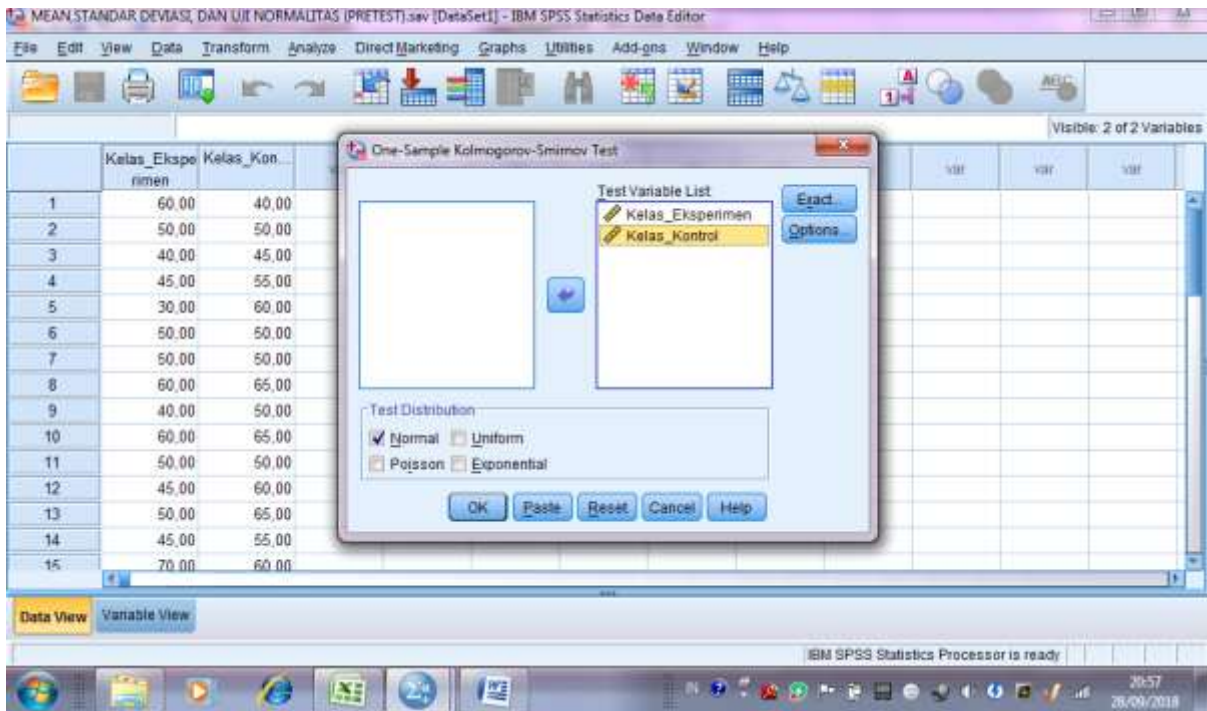 MEAN.STANDAR DEVIASI, DAN UJI NORMALITAS (PRETEST).sav [DataSet1] - IBM SPSS Statistics Data Editor
File Edit View Data Transform Analyze Direct Marketing Graphs Utilities Add-ons Window Help
Visible: 2 of 2 Variables
Kelas_Ekspe rimen Kelas_Kon... var var var
1 60,00 40,00
2 50,00 50,00
3 40,00 45,00
4 45,00 55,00
5 30,00 60,00
6 50,00 50,00
7 50,00 50,00
8 60,00 65,00
9 40,00 50,00
10 60,00 65,00
11 50,00 50,00
12 45,00 60,00
13 50,00 65,00
14 45,00 55,00
15 70,00 60,00
One-Sample Kolmogorov-Smirnov Test
Test Variable List
Kelas_Eksperimen
Kelas_Kontrol
Exact...
Options...
Test Distribution
Normal Uniform
Poisson Exponential
OK Paste Reset Cancel Help
Data View Variable View
IBM SPSS Statistics Processor is ready
IN
20:57
28/09/2018